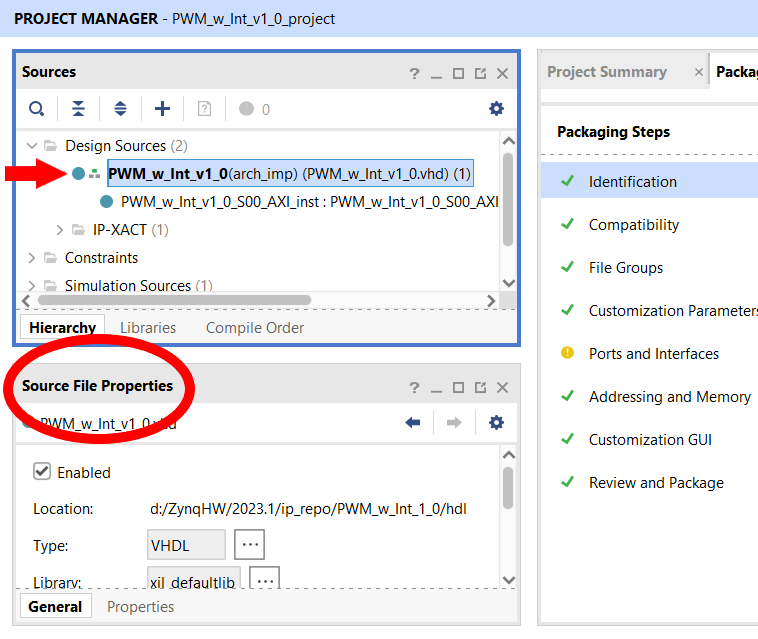 PROJECT MANAGER - PWM_w_Int_v1_0_project
Sources
? _
0
Design Sources (2)
PWM_w_Int_v1_0(arch_imp) (PWM_w_Int_v1_0.vhd) (1)
PWM_w_Int_v1_0_S00_AXI_inst : PWM_w_Int_v1_0_S00_AXI
IP-XACT (1)
Constraints
Simulation Sources (1)
Hierarchy Libraries Compile Order
Source File Properties
? _
PWM_w_Int_v1_0.vhd
Enabled
Location: d:/ZynqHW/2023.1/ip_repo/PWM_w_Int_1_0/hdl
Type: VHDL ...
Library: xil_defaultlib ...
General Properties
Project Summary × Packag
Packaging Steps
Identification
Compatibility
File Groups
Customization Parameters
Ports and Interfaces
Addressing and Memory
Customization GUI
Review and Package